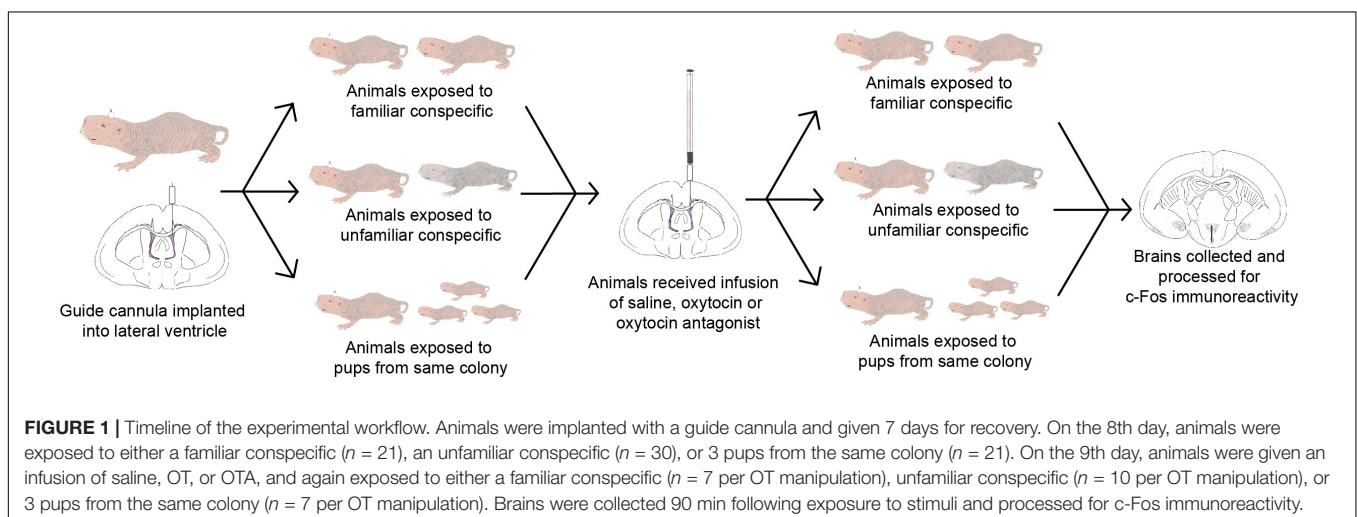 Animals exposed to
familiar conspecific
Animals exposed to
unfamiliar conspecific
Animals exposed to
pups from same colony
Guide cannula implanted
into lateral ventricle
Animals received infusion
of saline, oxytocin or
oxytocin antagonist
Animals exposed to
familiar conspecific
Animals exposed to
unfamiliar conspecific
Animals exposed to
pups from same colony
Brains collected and
processed for
c-Fos immunoreactivity
FIGURE 1 | Timeline of the experimental workflow. Animals were implanted with a guide cannula and given 7 days for recovery. On the 8th day, animals were
exposed to either a familiar conspecific (n = 21), an unfamiliar conspecific (n = 30), or 3 pups from the same colony (n = 21). On the 9th day, animals were given an
infusion of saline, OT, or OTA, and again exposed to either a familiar conspecific (n = 7 per OT manipulation), unfamiliar conspecific (n = 10 per OT manipulation), or
3 pups from the same colony (n = 7 per OT manipulation). Brains were collected 90 min following exposure to stimuli and processed for c-Fos immunoreactivity.